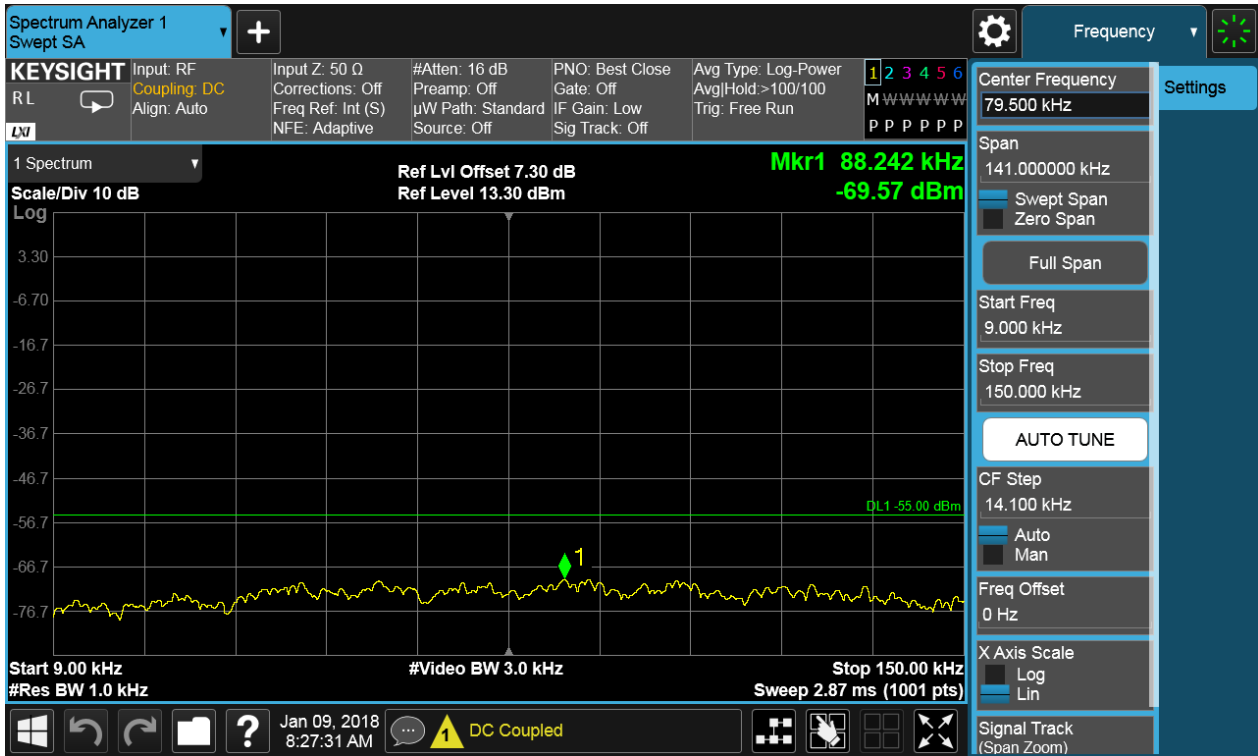 Spectrum Analyzer 1
Swept SA
+
Frequency
KEYSIGHT
RL
LXI
Input: RF
Coupling: DC
Align: Auto
Input Z: 50 Ω
Corrections: Off
Freq Ref: Int (S)
NFE: Adaptive
#Atten: 16 dB
Preamp: Off
µW Path: Standard
Source: Off
PNO: Best Close
Gate: Off
IF Gain: Low
Sig Track: Off
Avg Type: Log-Power
Avg|Hold:>100/100
Trig: Free Run
1 2 3 4 5 6
M W W W W W
P P P P P P
1 Spectrum
Scale/Div 10 dB
Ref Lvl Offset 7.30 dB
Ref Level 13.30 dBm
Mkr1 88.242 kHz
-69.57 dBm
Log
3.30
-6.70
-16.7
-26.7
-36.7
-46.7
-56.7
-66.7
-76.7
DL1 -55.00 dBm
1
Start 9.00 kHz
#Video BW 3.0 kHz
Stop 150.00 kHz
#Res BW 1.0 kHz
Sweep 2.87 ms (1001 pts)
Center Frequency
79.500 kHz
Span
141.000000 kHz
Swept Span
Zero Span
Full Span
Start Freq
9.000 kHz
Stop Freq
150.000 kHz
AUTO TUNE
CF Step
14.100 kHz
Auto
Man
Freq Offset
0 Hz
X Axis Scale
Log
Lin
Signal Track
(Span Zoom)
Settings
?
Jan 09, 2018
8:27:31 AM
1
DC Coupled